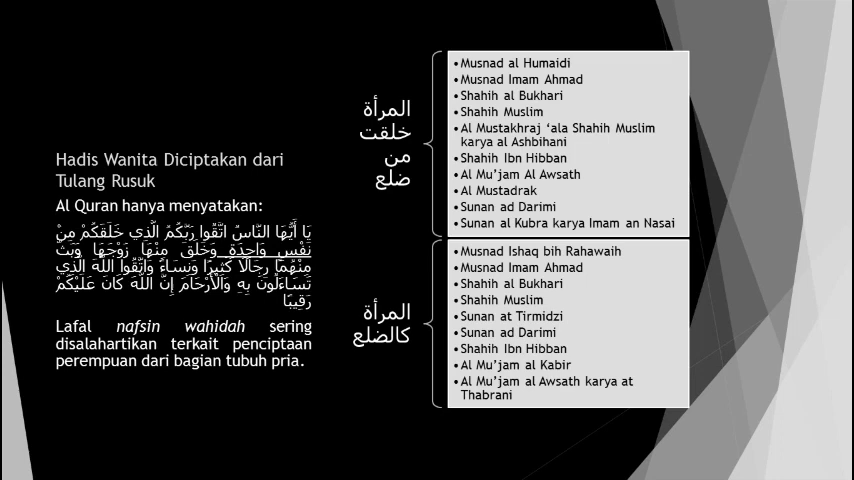 Hadis Wanita Diciptakan dari
Tulang Rusuk
Al Quran hanya menyatakan:
يَا أَيُّهَا النَّاسُ اتَّقُوا رَبَّكُمُ الَّذِي خَلَقَكُمْ مِنْ
نَفْسٍ وَاحِدَةٍ وَخَلَقَ مِنْهَا زَوْجَهَا وَبَثَّ
مِنْهُمَا رِجَالًا كَثِيرًا وَنِسَاءً وَاتَّقُوا اللَّهَ الَّذِي
تَسَاءَلُونَ بِهِ وَالْأَرْحَامَ إِنَّ اللَّهَ كَانَ عَلَيْكُمْ
رَقِيبًا
Lafal nafsin wahidah sering
disalahartikan terkait penciptaan
perempuan dari bagian tubuh pria.
المرأة
خلقت
من
ضلع
•Musnad al Humaidi
•Musnad Imam Ahmad
•Shahih al Bukhari
•Shahih Muslim
•Al Mustakhraj ‘ala Shahih Muslim
karya al Ashbihani
•Shahih Ibn Hibban
•Al Mu’jam Al Awsath
•Al Mustadrak
•Sunan ad Darimi
•Sunan al Kubra karya Imam an Nasai
المرأة
كالضلع
•Musnad Ishaq bih Rahawaih
•Musnad Imam Ahmad
•Shahih al Bukhari
•Shahih Muslim
•Sunan at Tirmidzi
•Sunan ad Darimi
•Shahih Ibn Hibban
•Al Mu’jam al Kabir
•Al Mu’jam al Awsath karya at
Thabrani